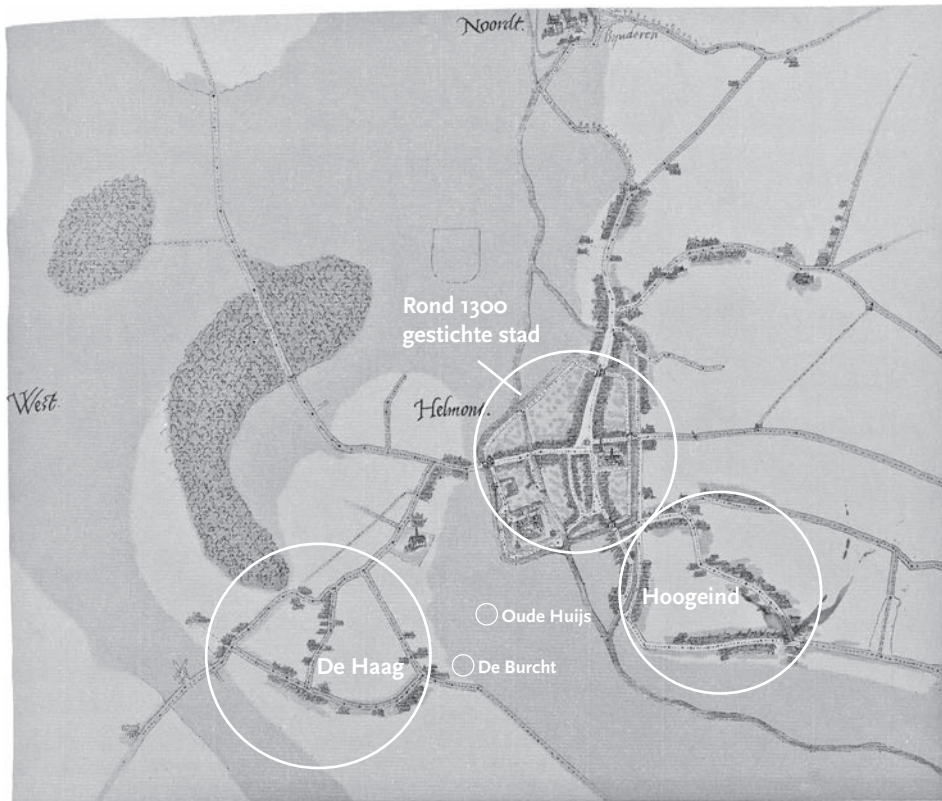 Noordt.
Rond 1300
gestichte stad
West.
Helmont.
Oude Huijs
Hoogeind
De Haag
De Burcht